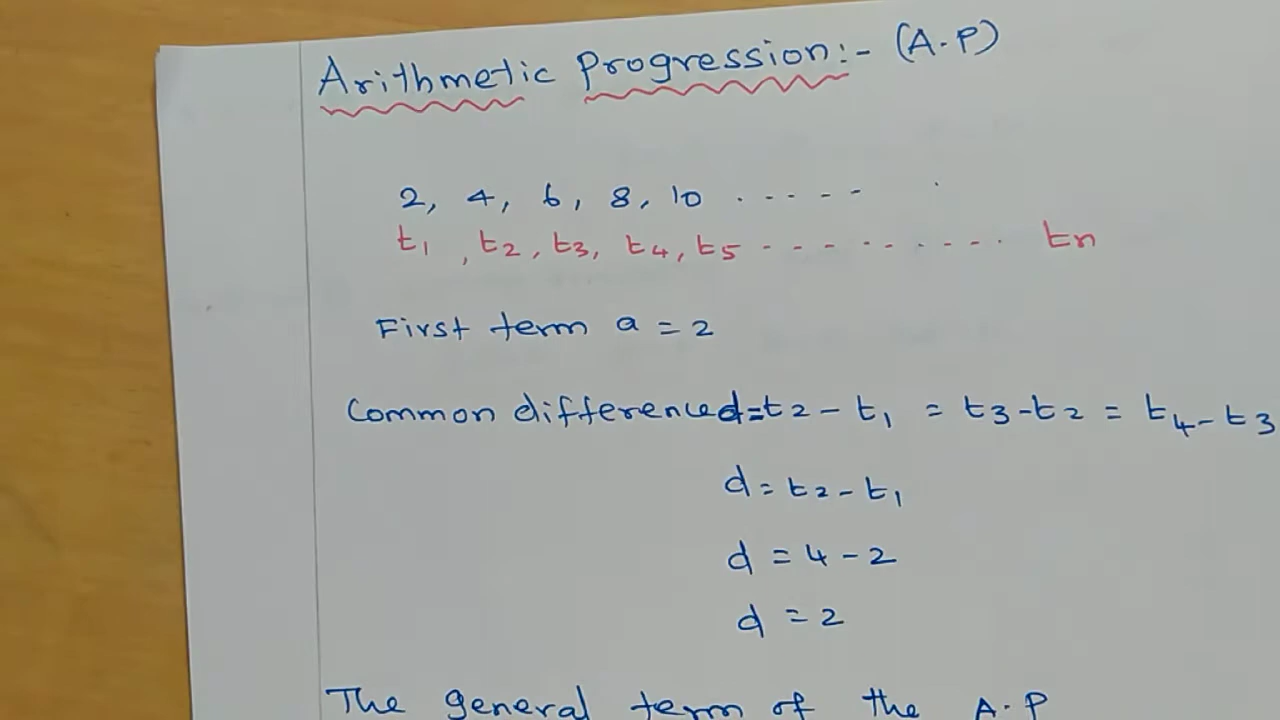 Arithmetic Progression:- (A.P)
2, 4, 6, 8, 10 .----
t1, t2, t3, t4, t5 ---------. tn
First term a = 2
Common difference d=t2-t1 = t3-t2 = t4-t3
d = t2-t1
d = 4-2
d = 2
The general term of the A.P